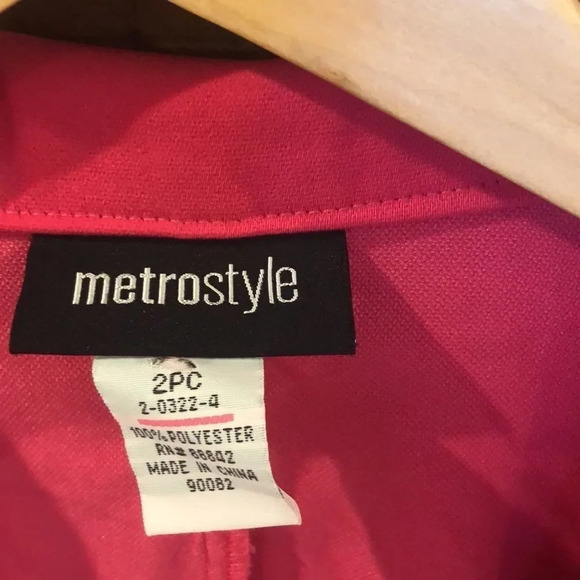 metrostyle
2PC
2-0322-4
100% POLYESTER
RN# 88842
MADE IN CHINA
90082